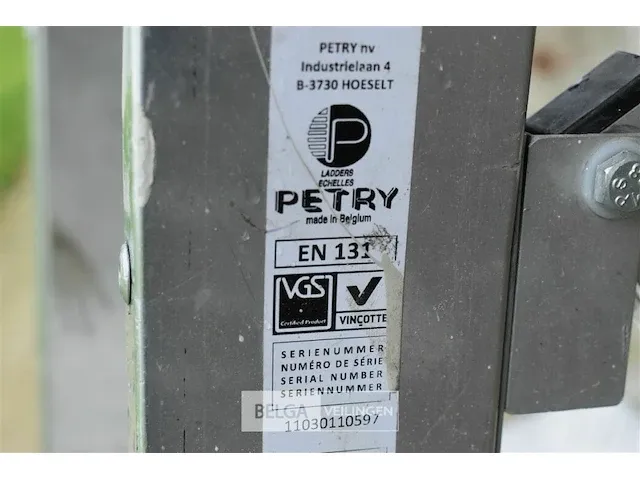 PETRY nv
Industrielaan 4
B-3730 HOESELT
P
LADDERS
ECHELLES
PETRY
made in Belgium
EN 131
VGS
Certified Product
VINÇOTTE
SERIENUMMER
NUMÉRO DE SÉRIE
SERIAL NUMBER
SERIENNUMMER
BELGA VEILINGEN
11030110597